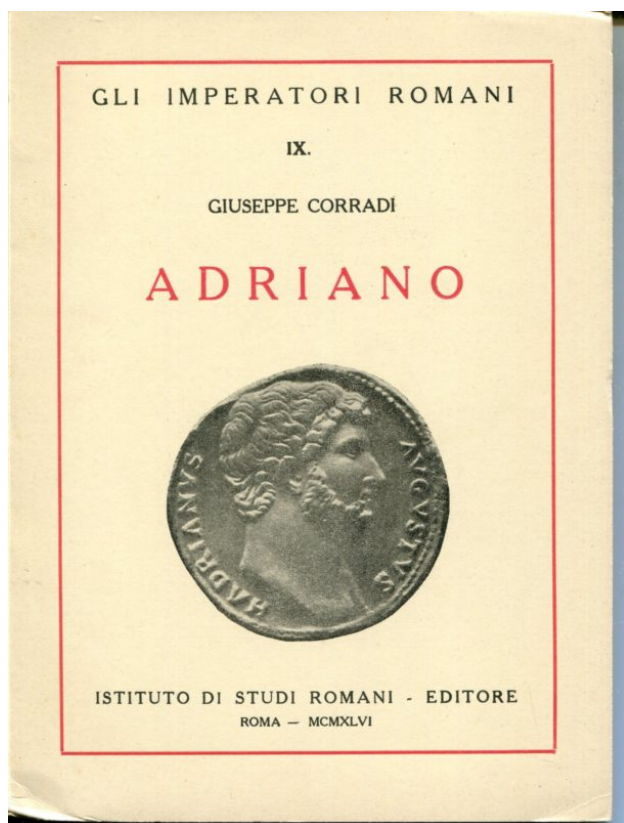 GLI IMPERATORI ROMANI
IX.
GIUSEPPE CORRADI
ADRIANO
HADRIANVS
AVGVSTVS
ISTITUTO DI STUDI ROMANI - EDITORE
ROMA — MCMXLVI